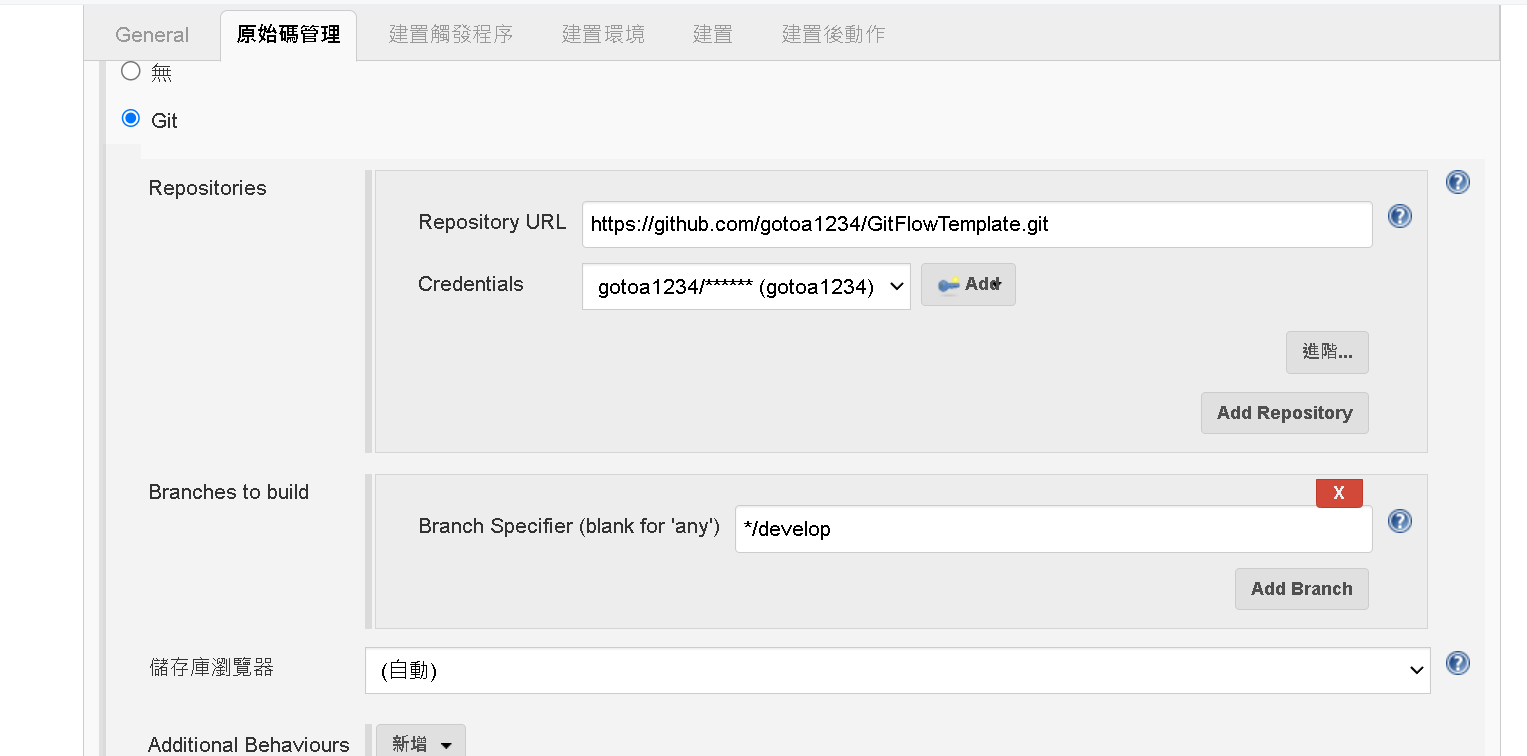 General 原始碼管理 建置觸發程序 建置環境 建置 建置後動作
無
Git
Repositories
Repository URL https://github.com/gotoa1234/GitFlowTemplate.git
Credentials gotoa1234/****** (gotoa1234) Add
進階...
Add Repository
Branches to build
X
Branch Specifier (blank for 'any') */develop
Add Branch
儲存庫瀏覽器 (自動)
Additional Behaviours 新增